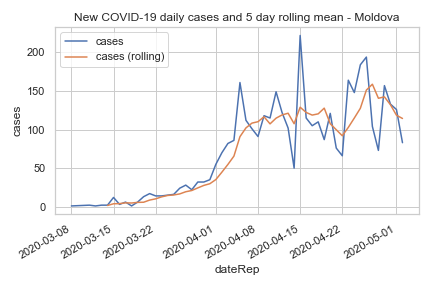 New COVID-19 daily cases and 5 day rolling mean - Moldova
cases
cases (rolling)
200
150
100
50
0
cases
2020-03-08
2020-03-15
2020-03-22
2020-04-01
2020-04-08
2020-04-15
2020-04-22
2020-05-01
dateRep